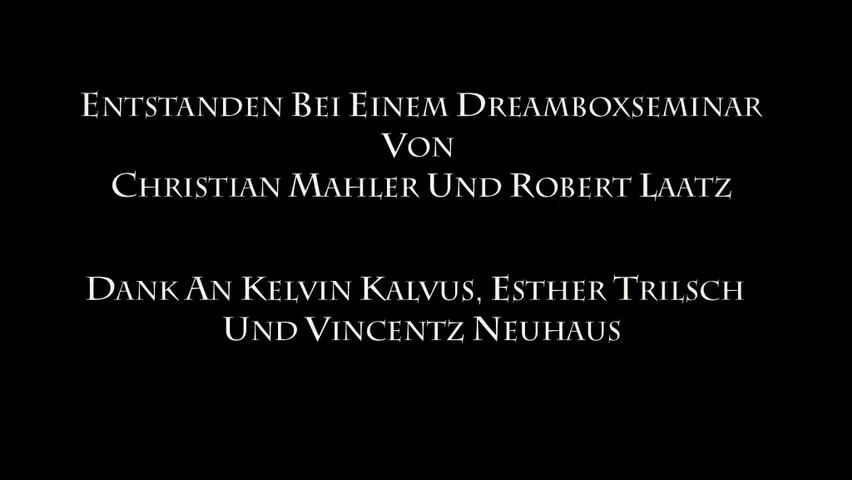 Entstanden Bei Einem Dreamboxseminar
Von
Christian Mahler Und Robert Laatz
Dank An Kelvin Kalvus, Esther Trilsch
Und Vincentz Neuhaus